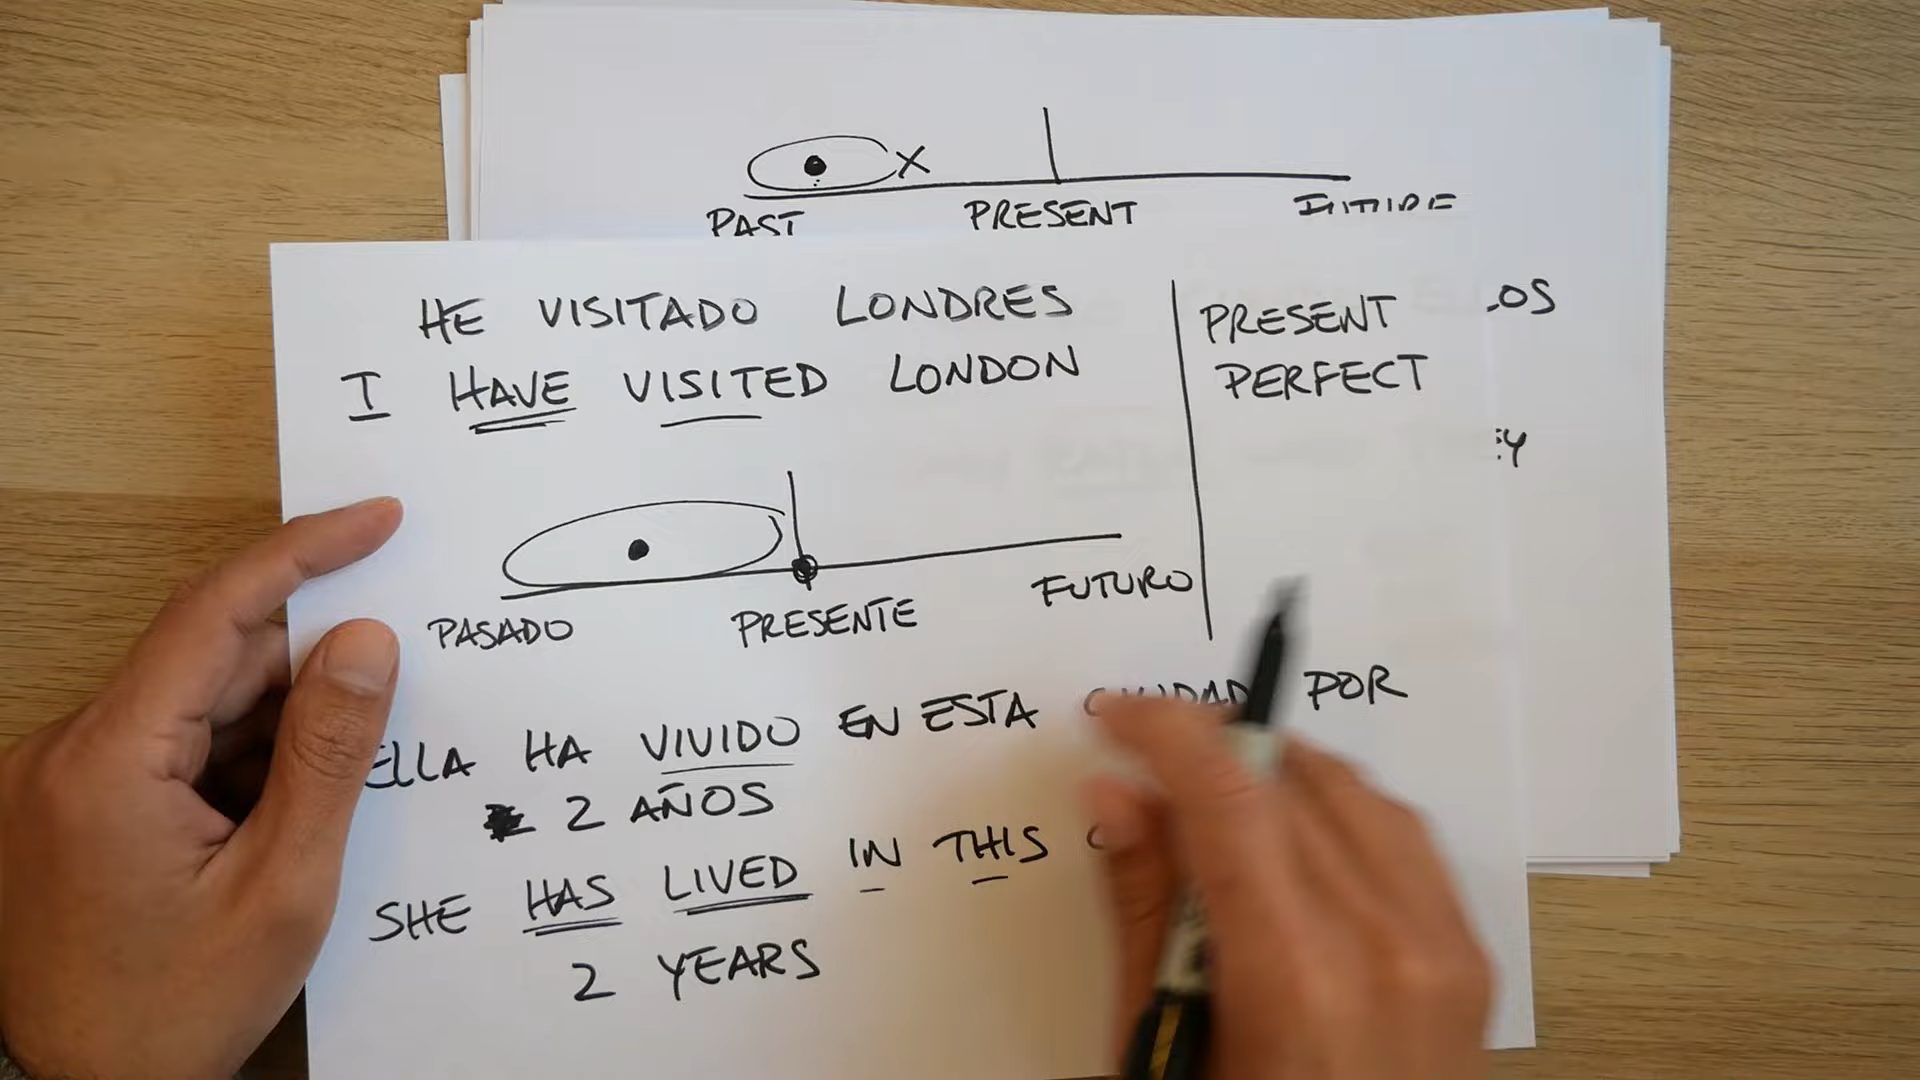 PAST PRESENT
HE VISITADO LONDRES
I HAVE VISITED LONDON
PRESENT
PERFECT
PASADO PRESENTE FUTURO
ELLA HA VIVIDO EN ESTA POR
2 AÑOS
SHE HAS LIVED IN THIS
2 YEARS